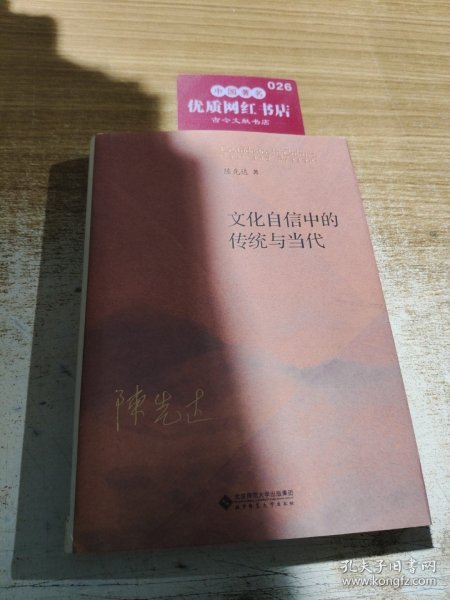 中国著名
026
优质网红书店
古今文献书店
陈先达 著
文化自信中的
传统与当代
陳先达
北京师范大学出版集团
北京师范大学出版社
孔夫子旧书网
www.kongfz.com